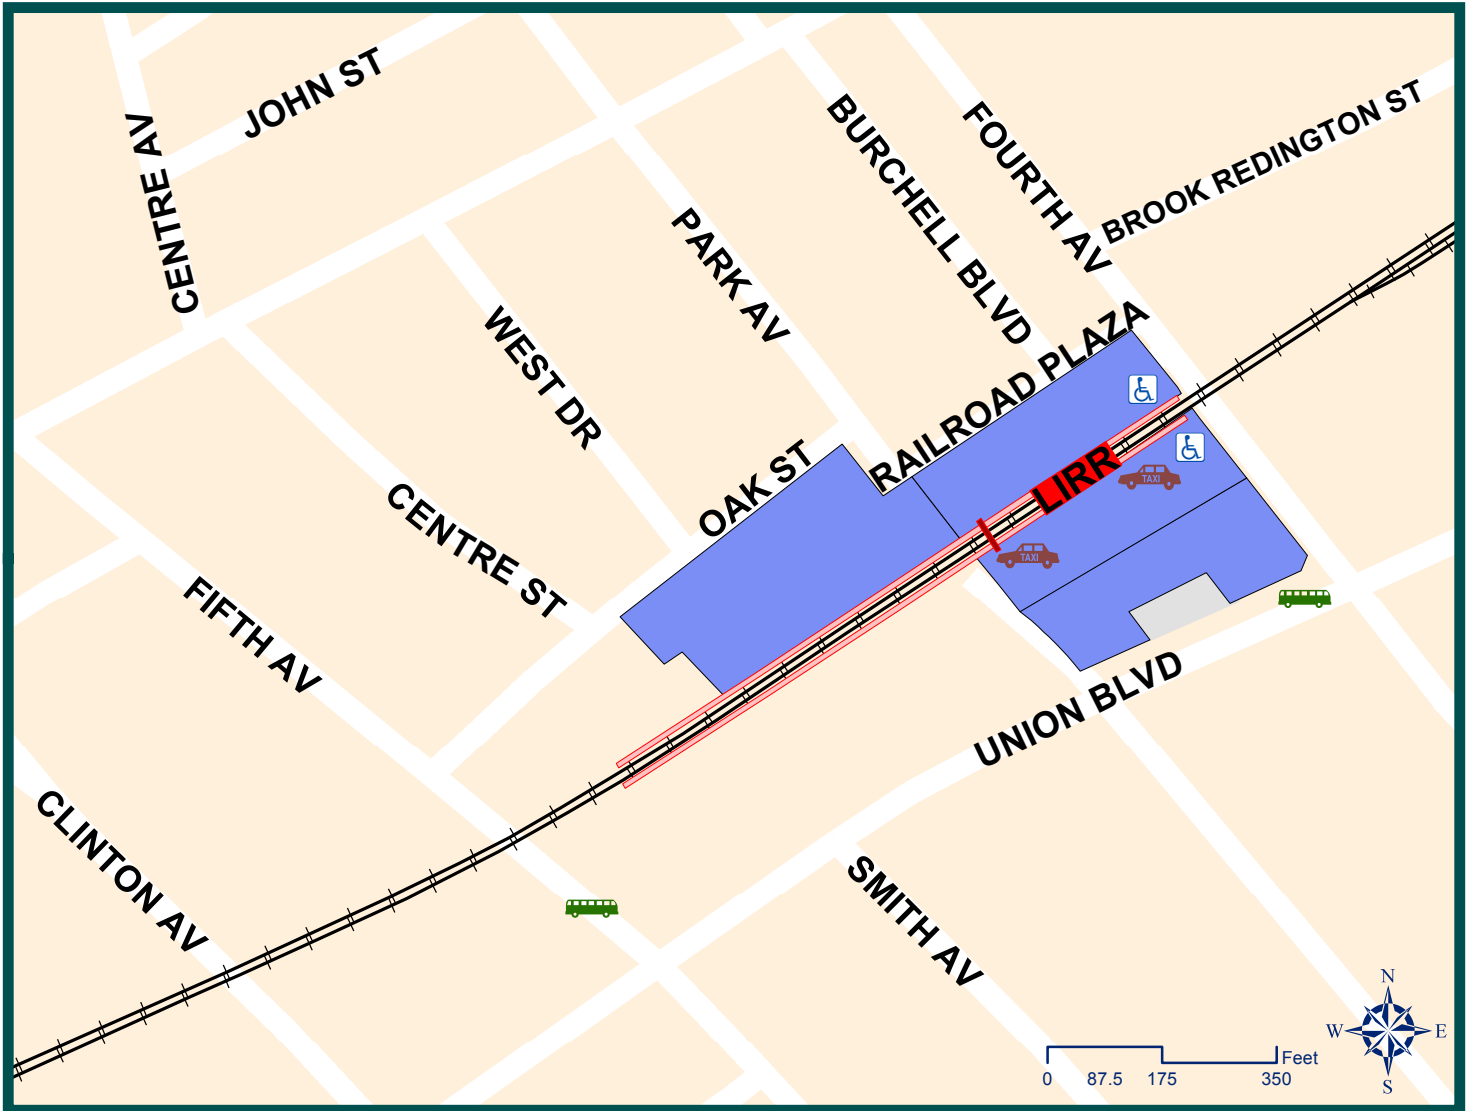 JOHN ST
CENTRE AV
BURCHELL BLVD
FOURTH AV
BROOK REDINGTON ST
PARK AV
WEST DR
RAILROAD PLAZA
OAK ST
LIRR
TAXI
TAXI
CENTRE ST
FIFTH AV
UNION BLVD
CLINTON AV
SMITH AV
N
W E
S
Feet
0 87.5 175 350